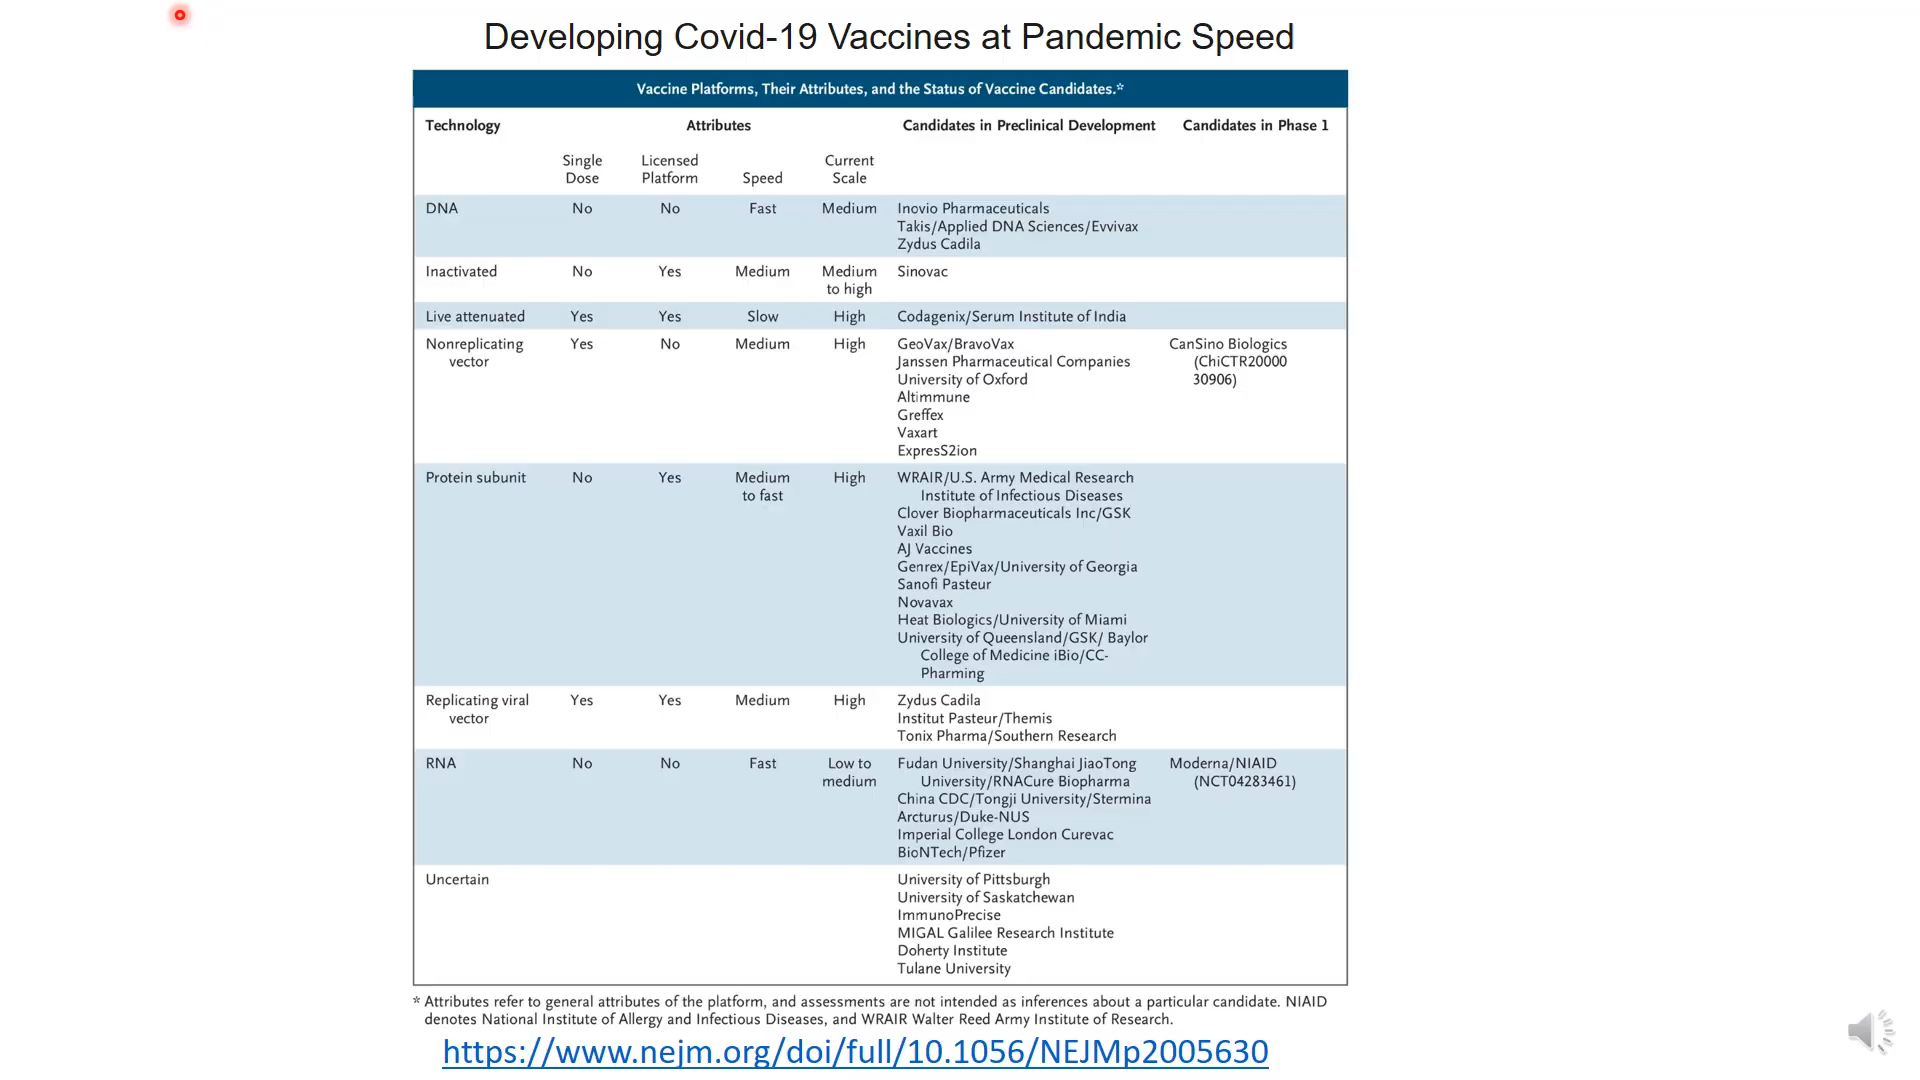 Developing Covid-19 Vaccines at Pandemic Speed
Vaccine Platforms, Their Attributes, and the Status of Vaccine Candidates.*
Technology Attributes Candidates in Preclinical Development Candidates in Phase 1
Single Dose Licensed Platform Speed Current Scale
DNA No No Fast Medium Inovio Pharmaceuticals
Takis/Applied DNA Sciences/Evvivax
Zydus Cadila
Inactivated No Yes Medium Medium to high Sinovac
Live attenuated Yes Yes Slow High Codagenix/Serum Institute of India
Nonreplicating vector Yes No Medium High GeoVax/BravoVax CanSino Biologics
Janssen Pharmaceutical Companies (ChiCTR20000
University of Oxford 30906)
Altimmune
Greffex
Vaxart
ExpresS2ion
Protein subunit No Yes Medium to fast High WRAIR/U.S. Army Medical Research
Institute of Infectious Diseases
Clover Biopharmaceuticals Inc/GSK
Vaxil Bio
AJ Vaccines
Genrex/EpiVax/University of Georgia
Sanofi Pasteur
Novavax
Heat Biologics/University of Miami
University of Queensland/GSK/ Baylor
College of Medicine iBio/CC-
Pharming
Replicating viral vector Yes Yes Medium High Zydus Cadila
Institut Pasteur/Themis
Tonix Pharma/Southern Research
RNA No No Fast Low to medium Fudan University/Shanghai JiaoTong Moderna/NIAID
University/RNACure Biopharma (NCT04283461)
China CDC/Tongji University/Stermina
Arcturus/Duke-NUS
Imperial College London Curevac
BioNTech/Pfizer
Uncertain University of Pittsburgh
University of Saskatchewan
ImmunoPrecise
MIGAL Galilee Research Institute
Doherty Institute
Tulane University
* Attributes refer to general attributes of the platform, and assessments are not intended as inferences about a particular candidate. NIAID
denotes National Institute of Allergy and Infectious Diseases, and WRAIR Walter Reed Army Institute of Research.
https://www.nejm.org/doi/full/10.1056/NEJMp2005630